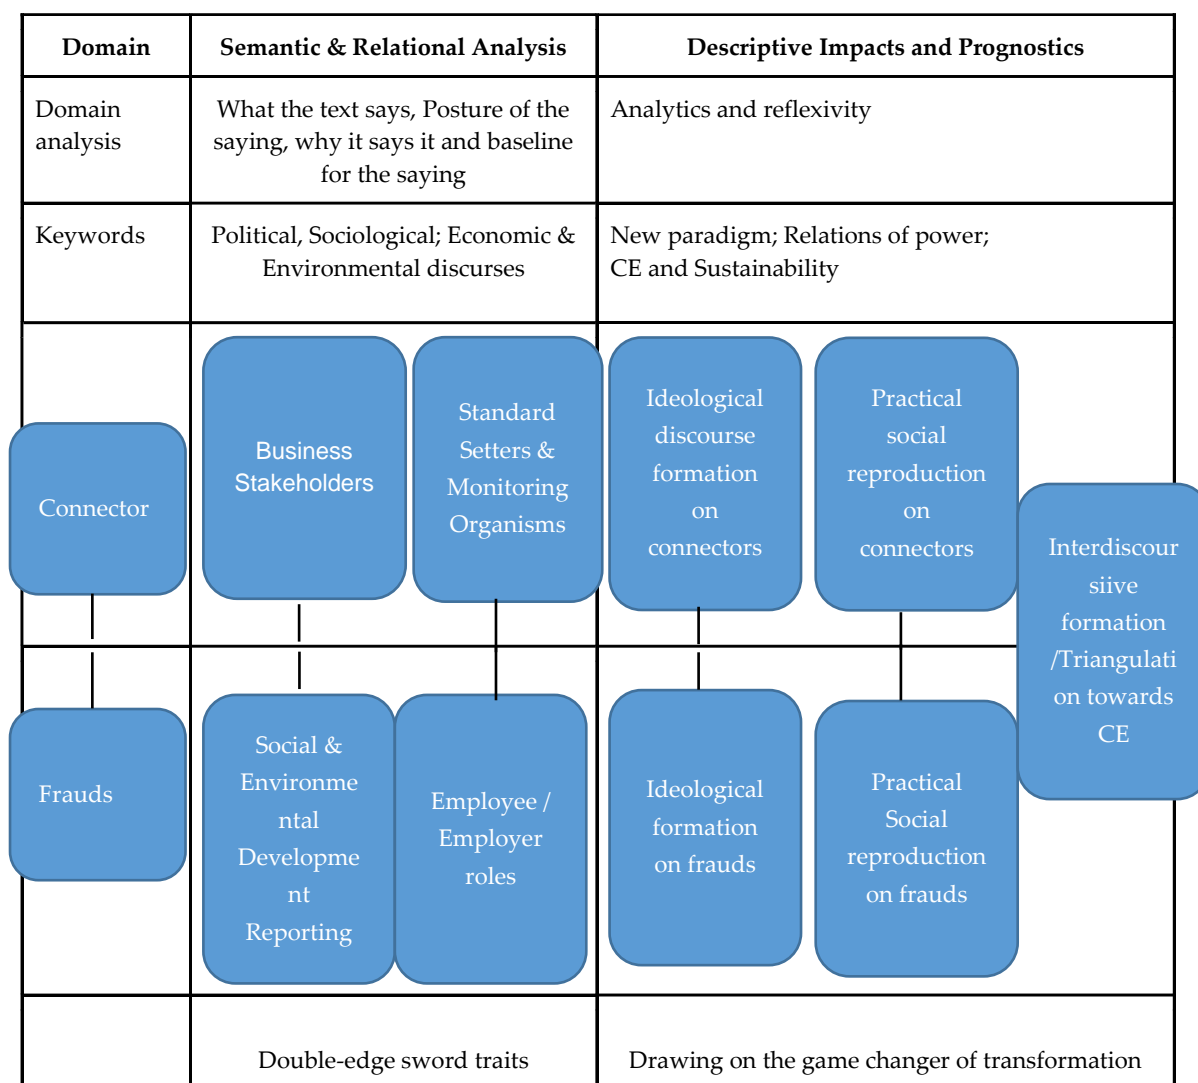 Domain
Semantic & Relational Analysis
Descriptive Impacts and Prognostics
Domain
analysis
What the text says, Posture of the
saying, why it says it and baseline
for the saying
Analytics and reflexivity
Keywords
Political, Sociological; Economic &
Environmental discurses
New paradigm; Relations of power;
CE and Sustainability
Connector
Business
Stakeholders
Standard
Setters &
Monitoring
Organisms
Ideological
discourse
formation
on
connectors
Practical
social
reproduction
on
connectors
Interdiscour
siive
formation
/Triangulati
on towards
CE
Frauds
Social &
Environme
ntal
Developme
nt
Reporting
Employee /
Employer
roles
Ideological
formation
on frauds
Practical
Social
reproduction
on frauds
Double-edge sword traits
Drawing on the game changer of transformation